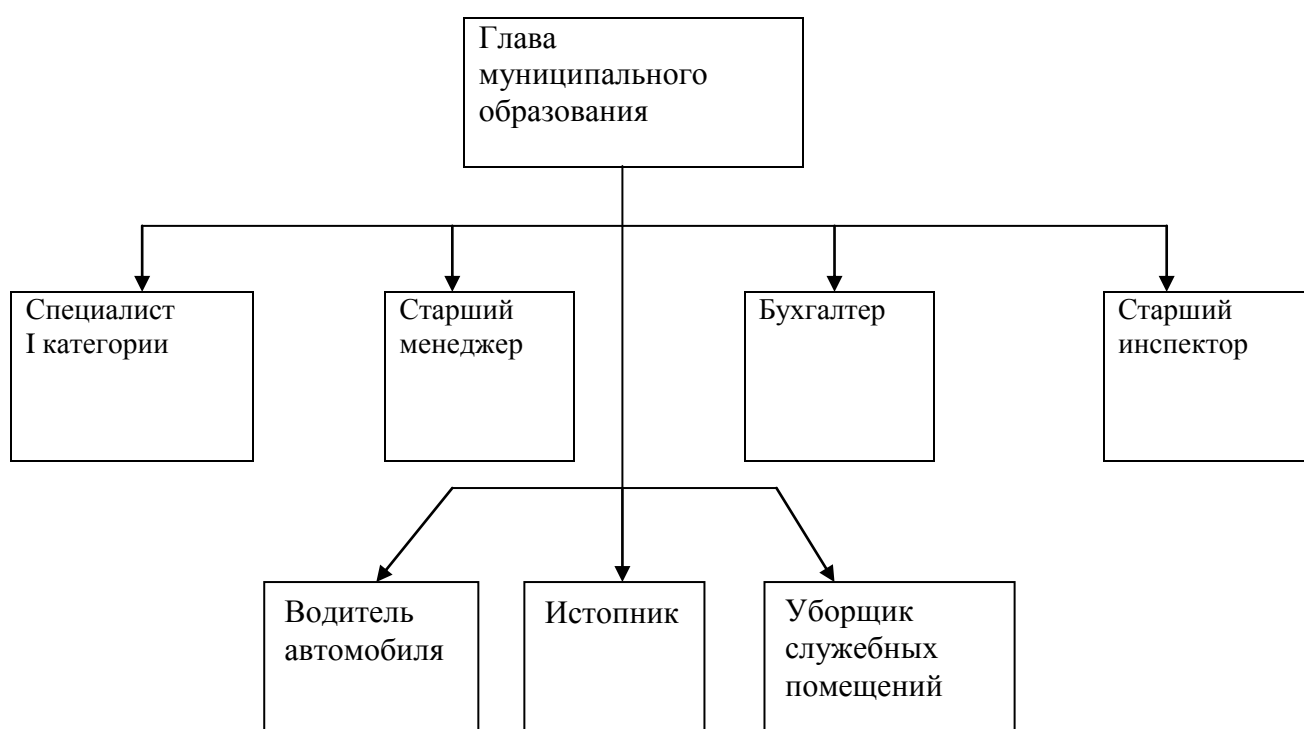 Глава
муниципального
образования
Специалист
I категории
Старший
менеджер
Бухгалтер
Старший
инспектор
Водитель
автомобиля
Истопник
Уборщик
служебных
помещений